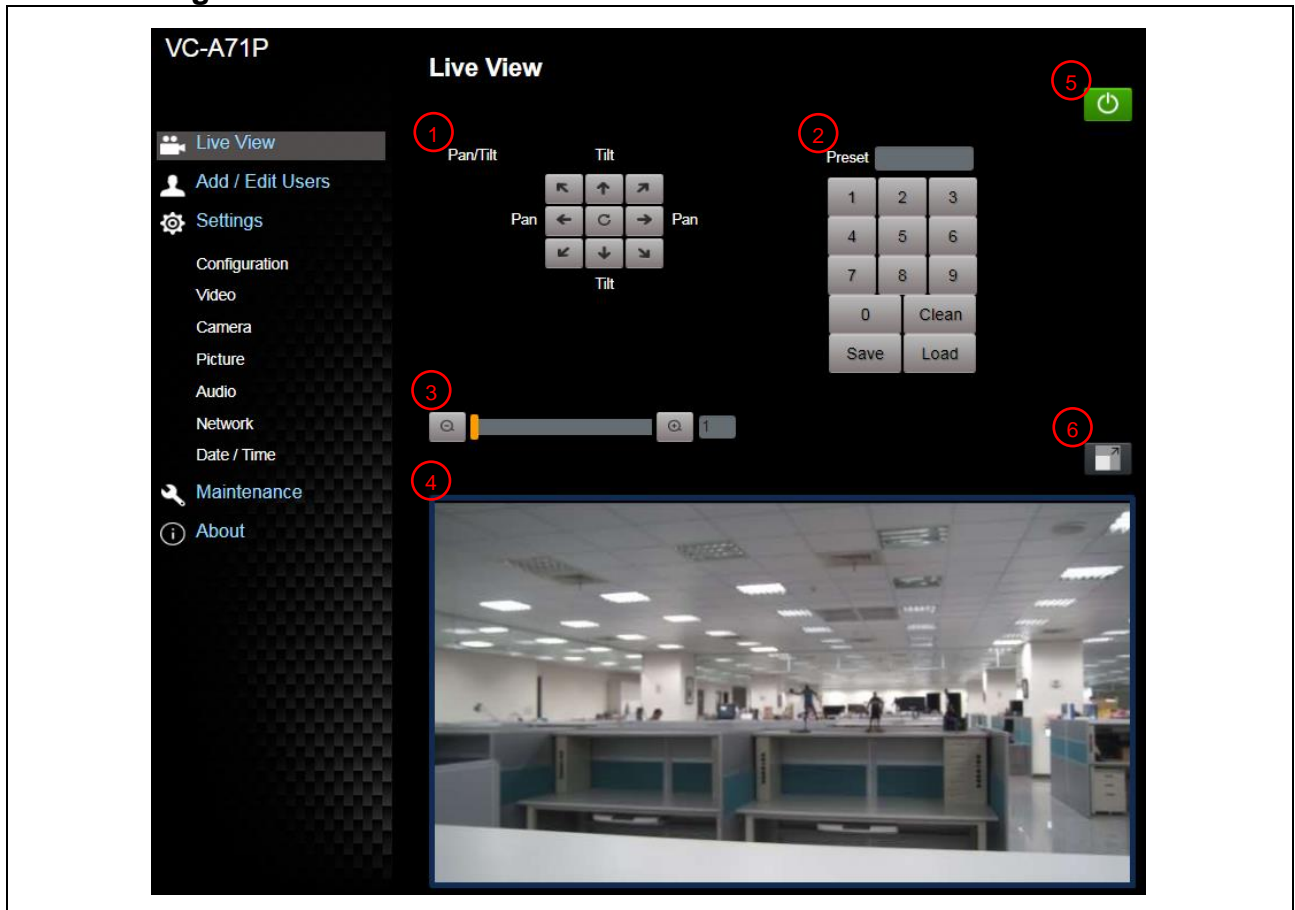 VC-A71P
Live View
5
Live View
Add / Edit Users
Settings
Configuration
Video
Camera
Picture
Audio
Network
Date / Time
Maintenance
About
1
Pan/Tilt
Tilt
Pan
Pan
Tilt
2
Preset
1 2 3
4 5 6
7 8 9
0 Clean
Save Load
3
1
6
4